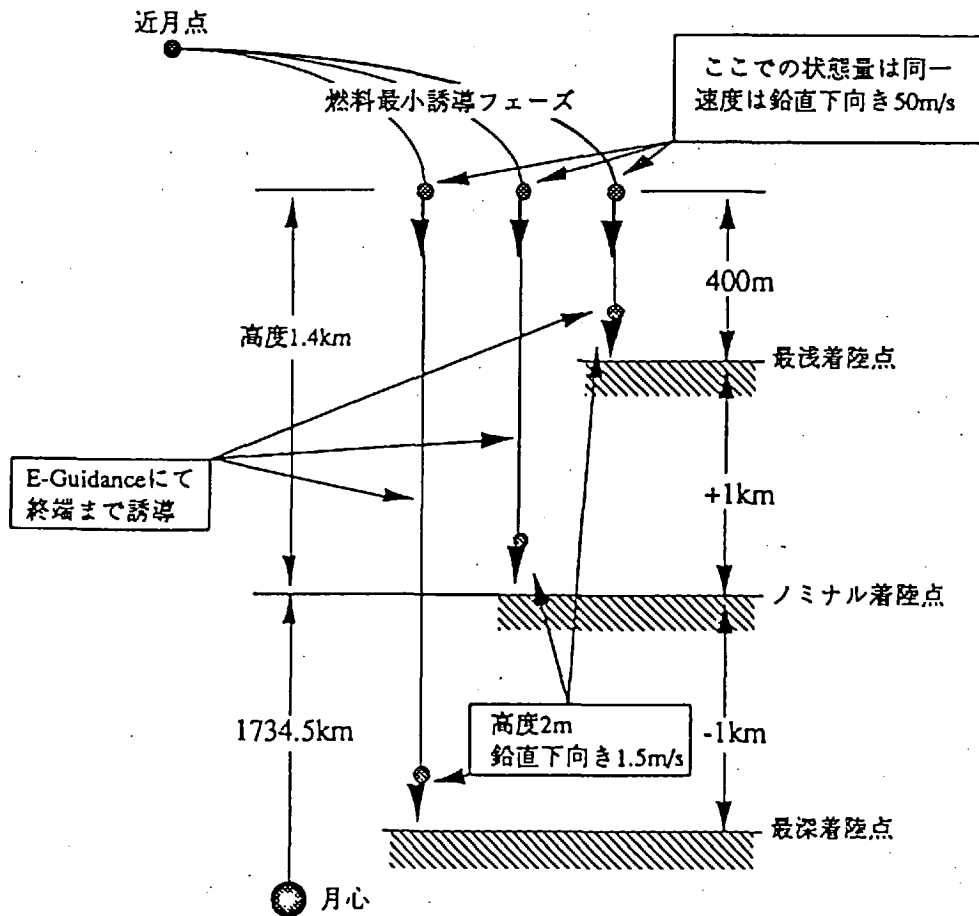 近月点
燃料最小誘導フェーズ
ここでの状態量は同一
速度は鉛直下向き50m/s
400m
高度1.4km
最浅着陸点
E-Guidanceにて
終端まで誘導
+1km
ノミナル着陸点
1734.5km
高度2m
鉛直下向き1.5m/s
-1km
最深着陸点
月心